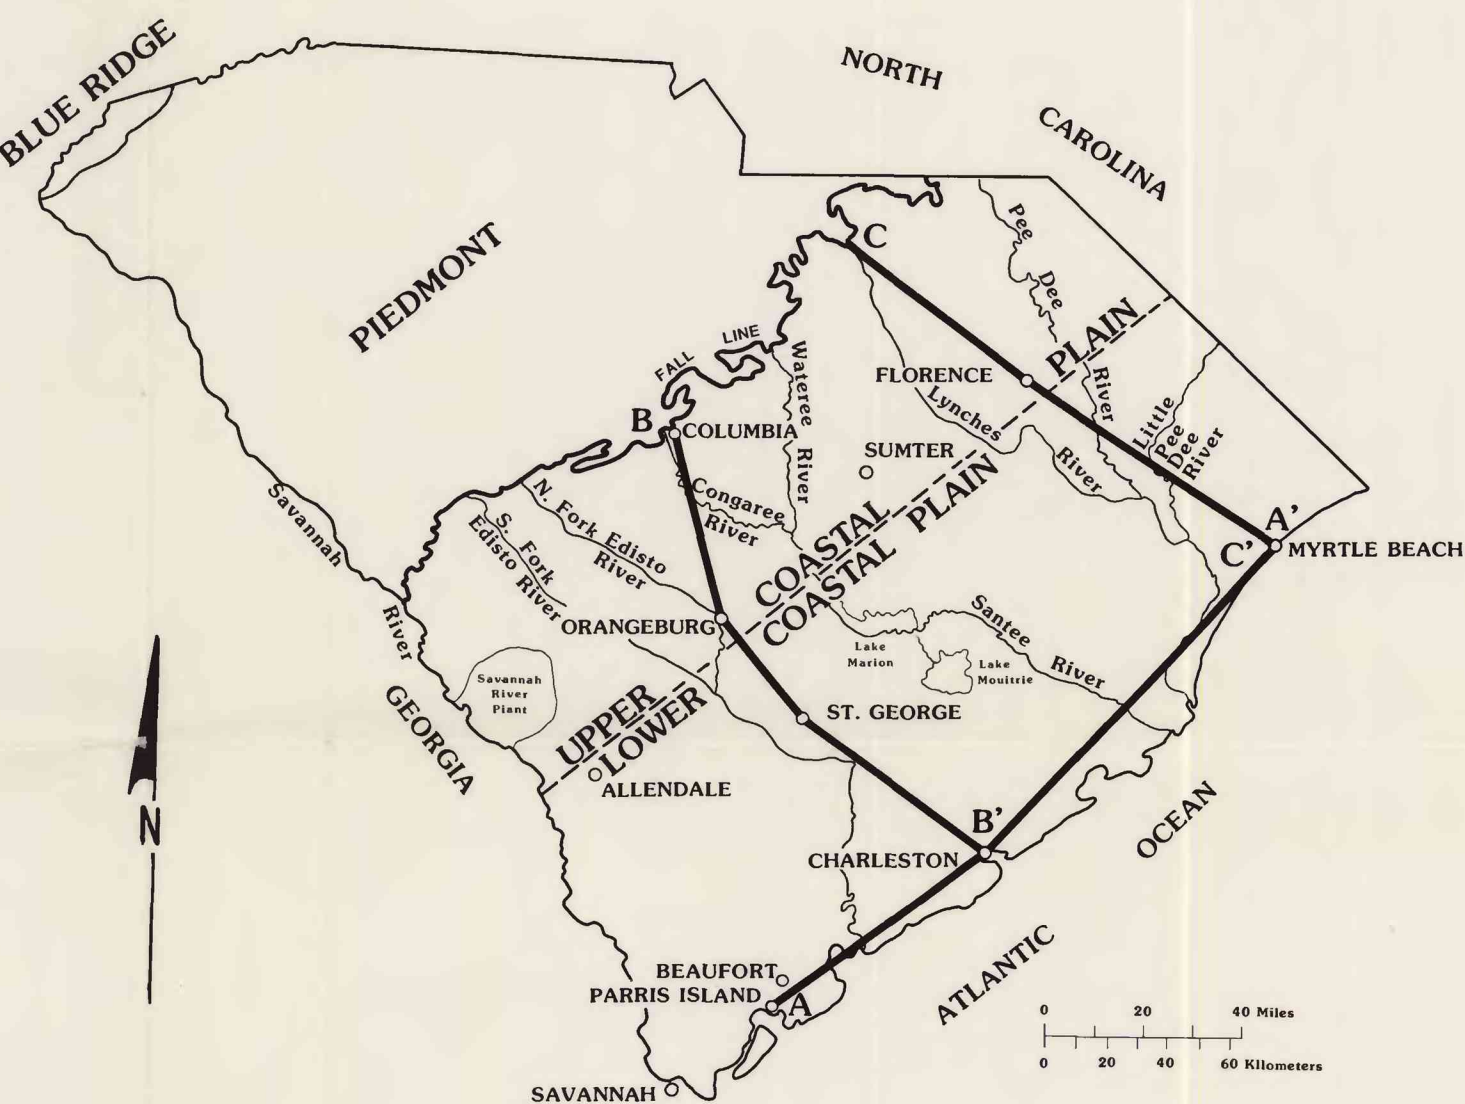 BLUE RIDGE
NORTH
CAROLINA
PIEDMONT
C
Pee
Dee
River
PLAIN
FALL LINE
Wateree
River
FLORENCE
Lynches
River
Little
Pee
Dee
River
B
COLUMBIA
SUMTER
Congaree
River
Savannah
River
N. Fork Edisto
River
S. Fork
Edisto River
COASTAL
COASTAL PLAIN
A'
C'
MYRTLE BEACH
ORANGEBURG
Santee
River
Lake
Marion
Lake
Mouitrie
Savannah
River
Plant
GEORGIA
UPPER
LOWER
ST. GEORGE
ALLENDALE
N
B'
CHARLESTON
OCEAN
ATLANTIC
BEAUFORT
PARRIS ISLAND
A
SAVANNAH
0 20 40 Miles
0 20 40 60 KIlometers